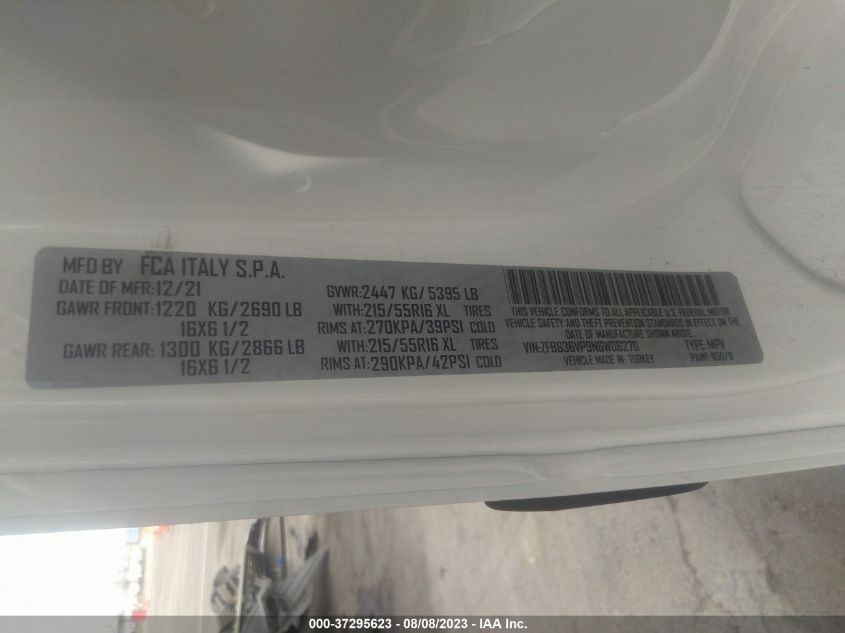 MFD BY FCA ITALY S.P.A.
DATE OF MFR:12/21
GAWR FRONT:1220 KG/2690 LB
16X6 1/2
GAWR REAR: 1300 KG/2866 LB
16X6 1/2
GVWR:2447 KG/5395 LB
WITH:215/55R16 XL TIRES
RIMS AT:270KPA/39PSI COLD
WITH:215/55R16 XL TIRES
RIMS AT:290KPA/42PSI COLD
THIS VEHICLE CONFORMS TO ALL APPLICABLE U.S. FEDERAL MOTOR
VEHICLE SAFETY AND THEFT PREVENTION STANDARDS IN EFFECT ON THE
DATE OF MANUFACTURE SHOWN ABOVE.
VIN:ZFBG36VP9N6W06270 TYPE:MPV
VEHICLE MADE IN: TURKEY PAINT: 850/B
000-37295623 - 08/08/2023 - © IAA Inc.